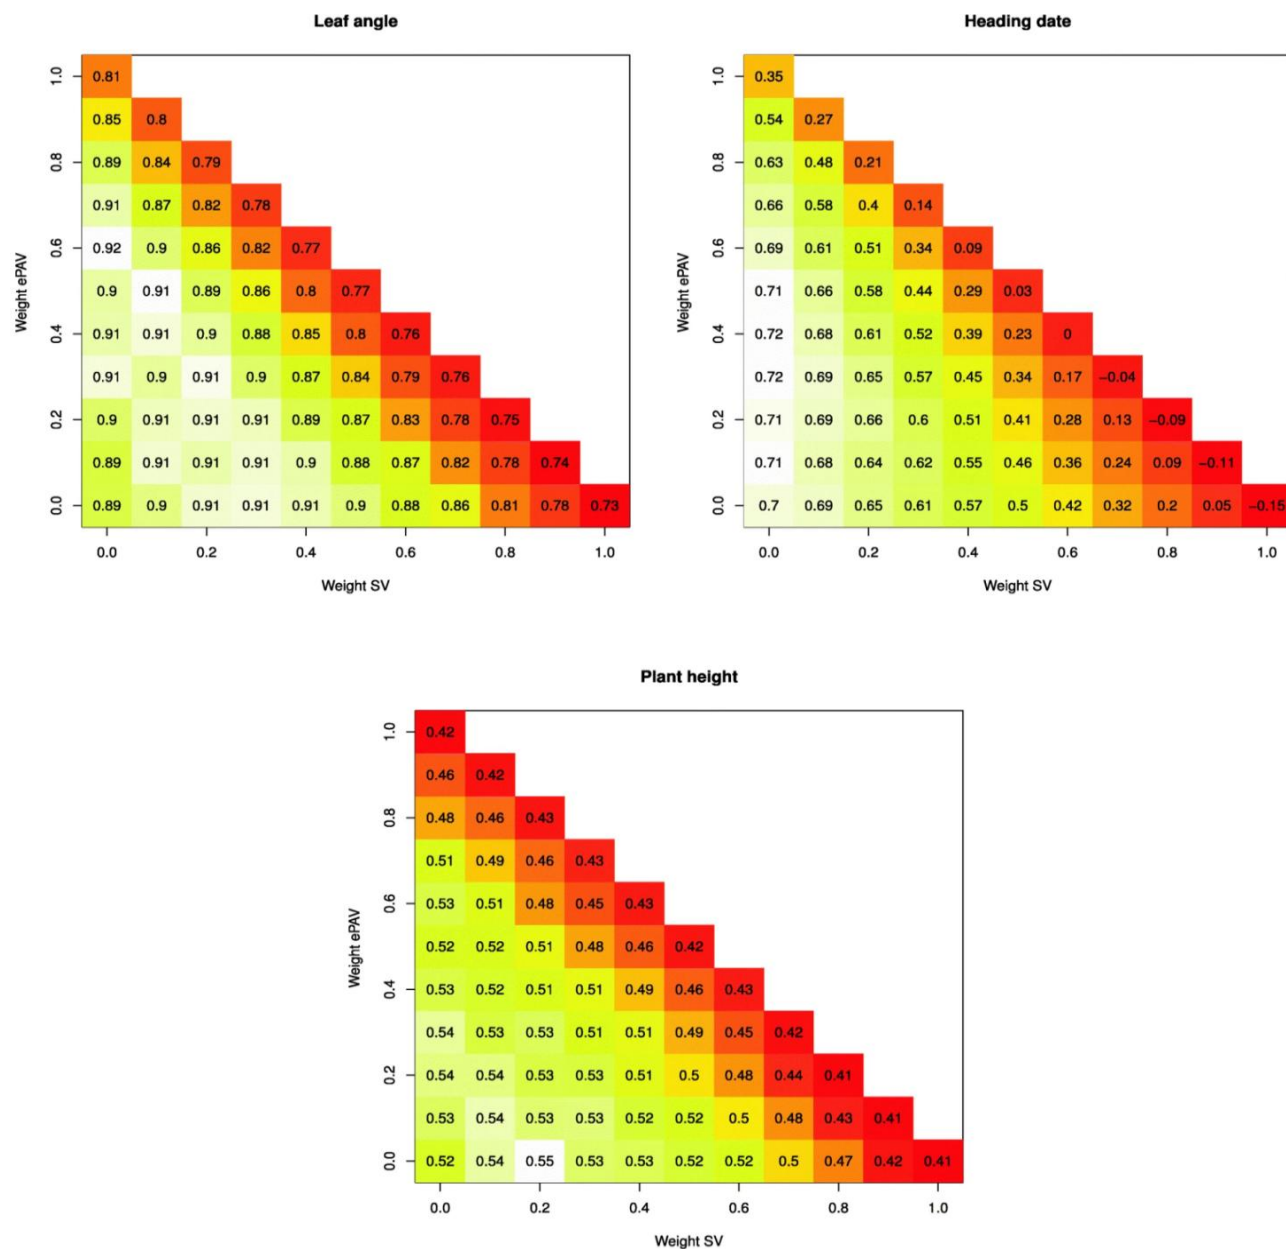 Leaf angle
Heading date
Weight ePAV
1.0
0.8
0.6
0.4
0.2
0.0
0.81
0.85 0.8
0.89 0.84 0.79
0.91 0.87 0.82 0.78
0.92 0.9 0.86 0.82 0.77
0.9 0.91 0.89 0.86 0.8 0.77
0.91 0.91 0.9 0.88 0.85 0.8 0.76
0.91 0.9 0.91 0.9 0.87 0.84 0.79 0.76
0.9 0.91 0.91 0.91 0.89 0.87 0.83 0.78 0.75
0.89 0.91 0.91 0.91 0.9 0.88 0.87 0.82 0.78 0.74
0.89 0.9 0.91 0.91 0.91 0.9 0.88 0.86 0.81 0.78 0.73
0.0 0.2 0.4 0.6 0.8 1.0
Weight SV
Weight ePAV
1.0
0.8
0.6
0.4
0.2
0.0
0.35
0.54 0.27
0.63 0.48 0.21
0.66 0.58 0.4 0.14
0.69 0.61 0.51 0.34 0.09
0.71 0.66 0.58 0.44 0.29 0.03
0.72 0.68 0.61 0.52 0.39 0.23 0
0.72 0.69 0.65 0.57 0.45 0.34 0.17 −0.04
0.71 0.69 0.66 0.6 0.51 0.41 0.28 0.13 −0.09
0.71 0.68 0.64 0.62 0.55 0.46 0.36 0.24 0.09 −0.11
0.7 0.69 0.65 0.61 0.57 0.5 0.42 0.32 0.2 0.05 −0.15
0.0 0.2 0.4 0.6 0.8 1.0
Weight SV
Plant height
Weight ePAV
1.0
0.8
0.6
0.4
0.2
0.0
0.42
0.46 0.42
0.48 0.46 0.43
0.51 0.49 0.46 0.43
0.53 0.51 0.48 0.45 0.43
0.52 0.52 0.51 0.48 0.46 0.42
0.53 0.52 0.51 0.51 0.49 0.46 0.43
0.54 0.53 0.53 0.51 0.51 0.49 0.45 0.42
0.54 0.54 0.53 0.53 0.51 0.5 0.48 0.44 0.41
0.53 0.54 0.53 0.53 0.52 0.52 0.5 0.48 0.43 0.41
0.52 0.54 0.55 0.53 0.53 0.52 0.52 0.5 0.47 0.42 0.41
0.0 0.2 0.4 0.6 0.8 1.0
Weight SV